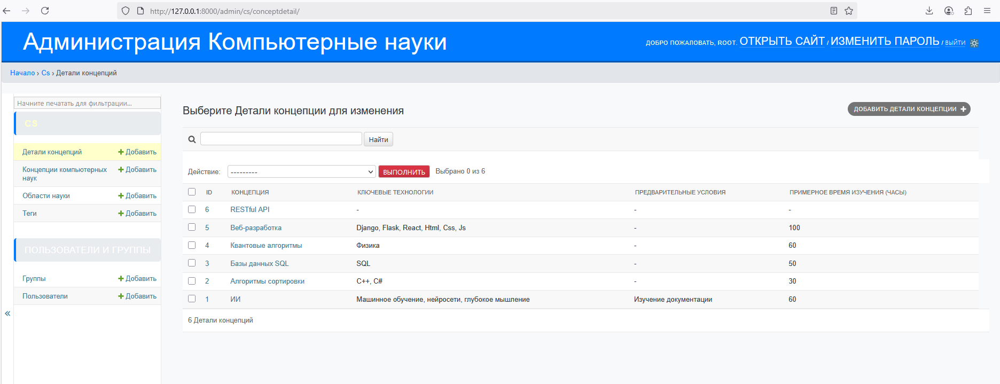 http://127.0.0.1:8000/admin/cs/conceptdetail/
Администрация Компьютерные науки
ДОБРО ПОЖАЛОВАТЬ, ROOT. ОТКРЫТЬ САЙТ / ИЗМЕНИТЬ ПАРОЛЬ / ВЫЙТИ
Начало › Cs › Детали концепций
Начните печатать для фильтрации...
CS
Детали концепций + Добавить
Концепции компьютерных наук + Добавить
Области науки + Добавить
Теги + Добавить
ПОЛЬЗОВАТЕЛИ И ГРУППЫ
Группы + Добавить
Пользователи + Добавить
«
Выберите Детали концепции для изменения
ДОБАВИТЬ ДЕТАЛИ КОНЦЕПЦИИ +
Найти
Действие: --------- ВЫПОЛНИТЬ Выбрано 0 из 6
ID КОНЦЕПЦИЯ КЛЮЧЕВЫЕ ТЕХНОЛОГИИ ПРЕДВАРИТЕЛЬНЫЕ УСЛОВИЯ ПРИМЕРНОЕ ВРЕМЯ ИЗУЧЕНИЯ (ЧАСЫ)
6 RESTful API - - -
5 Веб-разработка Django, Flask, React, Html, Css, Js - 100
4 Квантовые алгоритмы Физика - 60
3 Базы данных SQL SQL - 50
2 Алгоритмы сортировки C++, C# - 30
1 ИИ Машинное обучение, нейросети, глубокое мышление Изучение документации 60
6 Детали концепций